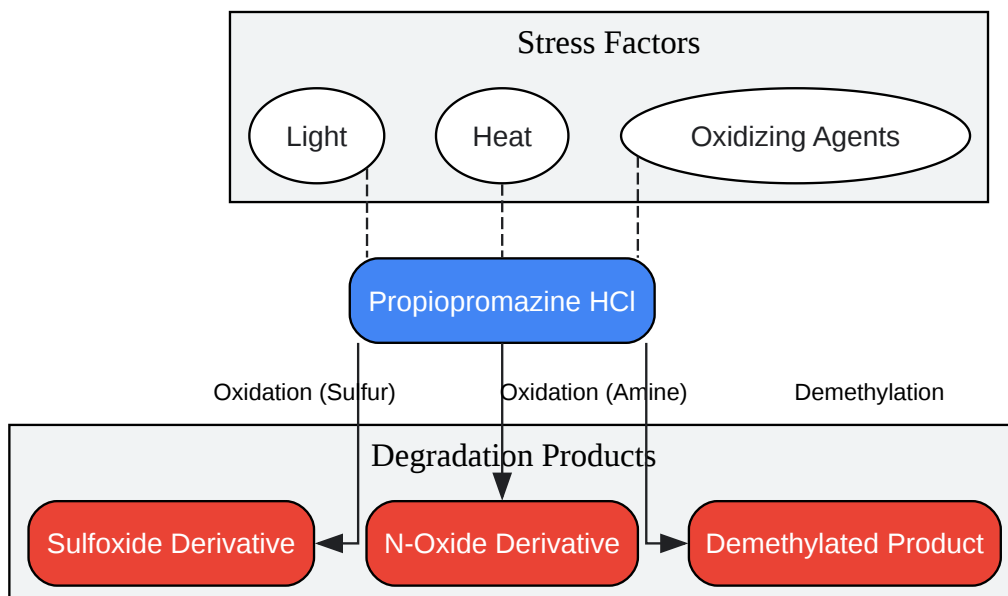 Stress Factors
Light
Heat
Oxidizing Agents
Propiopromazine HCl
Oxidation (Sulfur)
Oxidation (Amine)
Demethylation
Degradation Products
Sulfoxide Derivative
N-Oxide Derivative
Demethylated Product